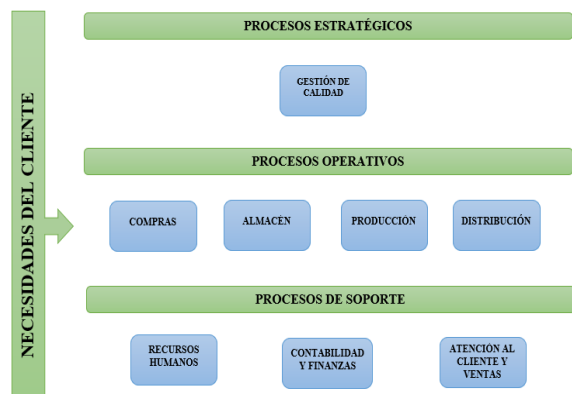 NECESIDADES DEL CLIENTE
PROCESOS ESTRATÉGICOS
GESTIÓN DE
CALIDAD
PROCESOS OPERATIVOS
COMPRAS
ALMACÉN
PRODUCCIÓN
DISTRIBUCIÓN
PROCESOS DE SOPORTE
RECURSOS
HUMANOS
CONTABILIDAD
Y FINANZAS
ATENCIÓN AL
CLIENTE Y
VENTAS